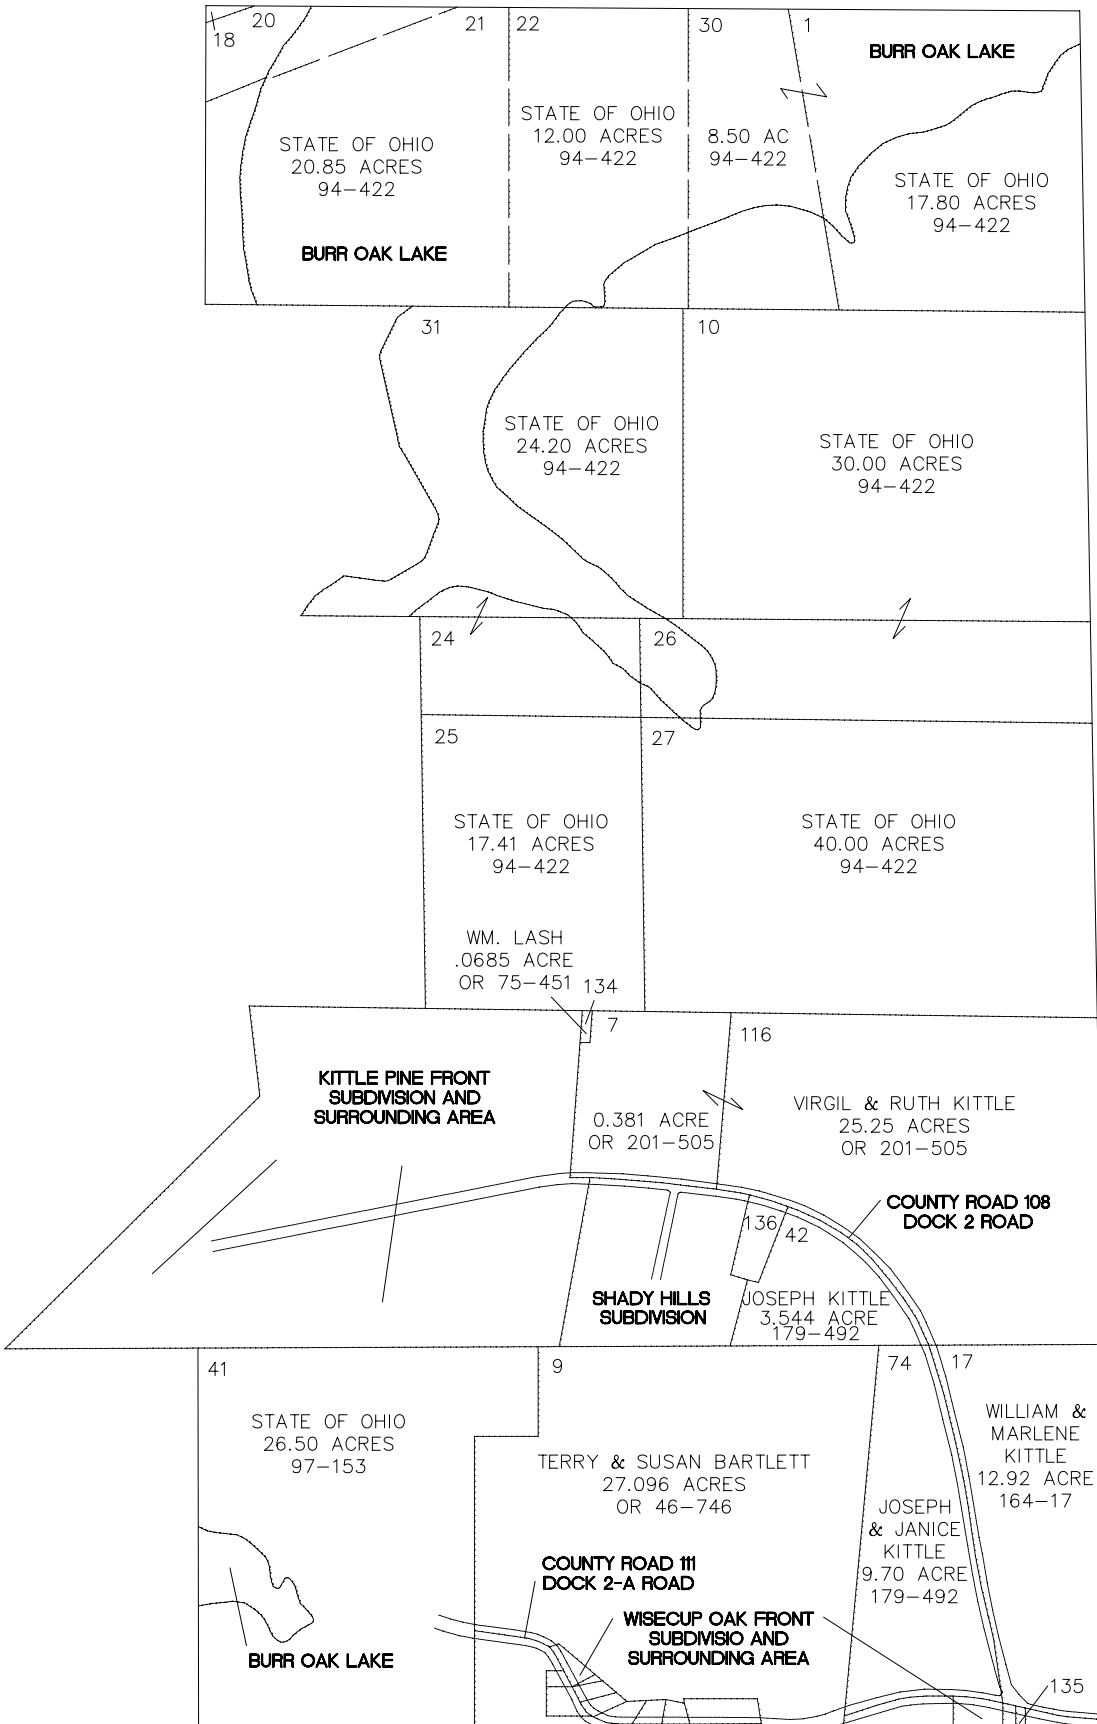 20
18
21
22
30
1
BURR OAK LAKE
STATE OF OHIO
20.85 ACRES
94-422
STATE OF OHIO
12.00 ACRES
94-422
8.50 AC
94-422
STATE OF OHIO
17.80 ACRES
94-422
BURR OAK LAKE
31
10
STATE OF OHIO
24.20 ACRES
94-422
STATE OF OHIO
30.00 ACRES
94-422
24
26
25
27
STATE OF OHIO
17.41 ACRES
94-422
STATE OF OHIO
40.00 ACRES
94-422
WM. LASH
.0685 ACRE
OR 75-451
134
7
116
KITTLE PINE FRONT
SUBDIVISION AND
SURROUNDING AREA
0.381 ACRE
OR 201-505
VIRGIL & RUTH KITTLE
25.25 ACRES
OR 201-505
COUNTY ROAD 108
DOCK 2 ROAD
136
42
SHADY HILLS
SUBDIVISION
JOSEPH KITTLE
3.544 ACRE
179-492
41
9
74
17
STATE OF OHIO
26.50 ACRES
97-153
TERRY & SUSAN BARTLETT
27.096 ACRES
OR 46-746
WILLIAM &
MARLENE
KITTLE
12.92 ACRE
164-17
JOSEPH
& JANICE
KITTLE
9.70 ACRE
179-492
COUNTY ROAD 111
DOCK 2-A ROAD
WISECUP OAK FRONT
SUBDIVISIO AND
SURROUNDING AREA
BURR OAK LAKE
135